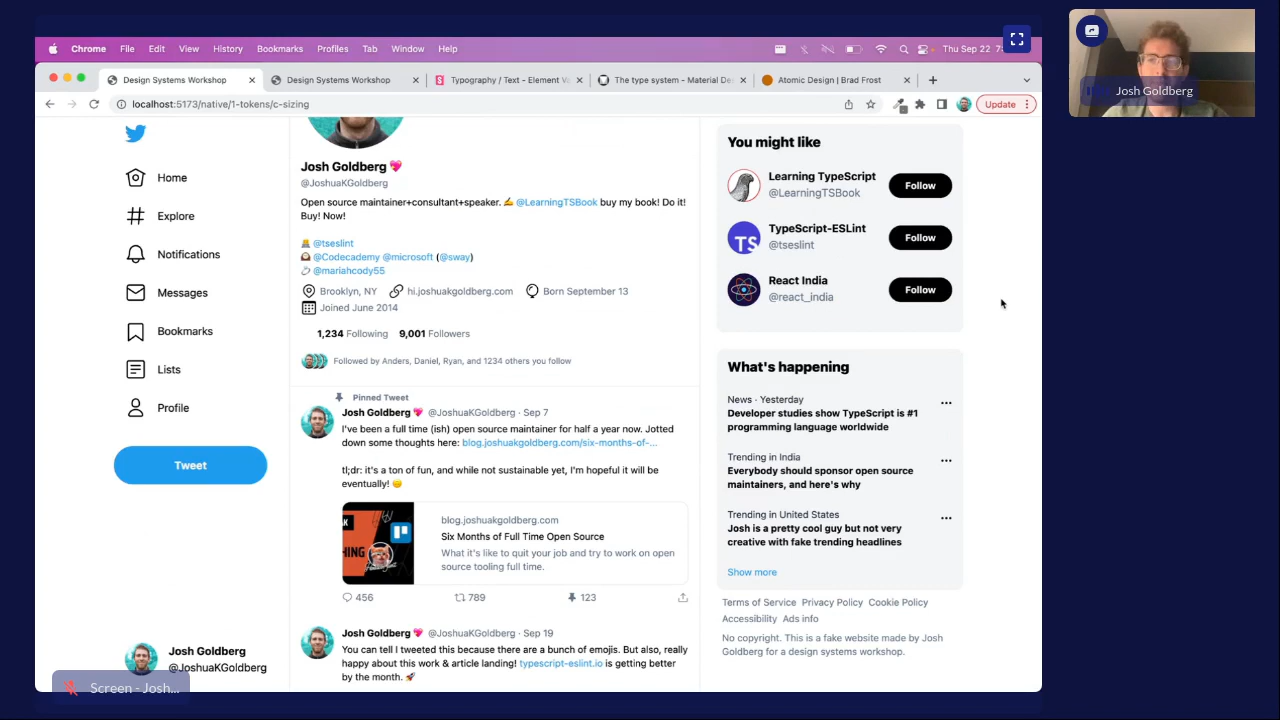 Chrome File Edit View History Bookmarks Profiles Tab Window Help
Thu Sep 22 7:
Design Systems Workshop
Design Systems Workshop
Typography / Text - Element V
The type system - Material De
Atomic Design | Brad Frost
localhost:5173/native/1-tokens/c-sizing
Update
Josh Goldberg
Home
Explore
Notifications
Messages
Bookmarks
Lists
Profile
Tweet
Josh Goldberg
@JoshuaKGoldberg
Screen - Josh...
Josh Goldberg 💖
@JoshuaKGoldberg
Open source maintainer+consultant+speaker. ✍️ @LearningTSBook buy my book! Do it!
Buy! Now!
@tseslint
@Codecademy @microsoft (@sway)
@mariahcody55
Brooklyn, NY hi.joshuakgoldberg.com Born September 13
Joined June 2014
1,234 Following 9,001 Followers
Followed by Anders, Daniel, Ryan, and 1234 others you follow
Pinned Tweet
Josh Goldberg 💖 @JoshuaKGoldberg · Sep 7
I've been a full time (ish) open source maintainer for half a year now. Jotted
down some thoughts here: blog.joshuakgoldberg.com/six-months-of-...
tl;dr: it's a ton of fun, and while not sustainable yet, I'm hopeful it will be
eventually! 😊
HING
blog.joshuakgoldberg.com
Six Months of Full Time Open Source
What it's like to quit your job and try to work on open
source tooling full time.
456 789 123
Josh Goldberg 💖 @JoshuaKGoldberg · Sep 19
You can tell I tweeted this because there are a bunch of emojis. But also, really
happy about this work & article landing! typescript-eslint.io is getting better
by the month. 🚀
You might like
Learning TypeScript
@LearningTSBook
Follow
TS
TypeScript-ESLint
@tseslint
Follow
React India
@react_india
Follow
What's happening
News · Yesterday
Developer studies show TypeScript is #1
programming language worldwide
Trending in India
Everybody should sponsor open source
maintainers, and here's why
Trending in United States
Josh is a pretty cool guy but not very
creative with fake trending headlines
Show more
Terms of Service Privacy Policy Cookie Policy
Accessibility Ads info
No copyright. This is a fake website made by Josh
Goldberg for a design systems workshop.